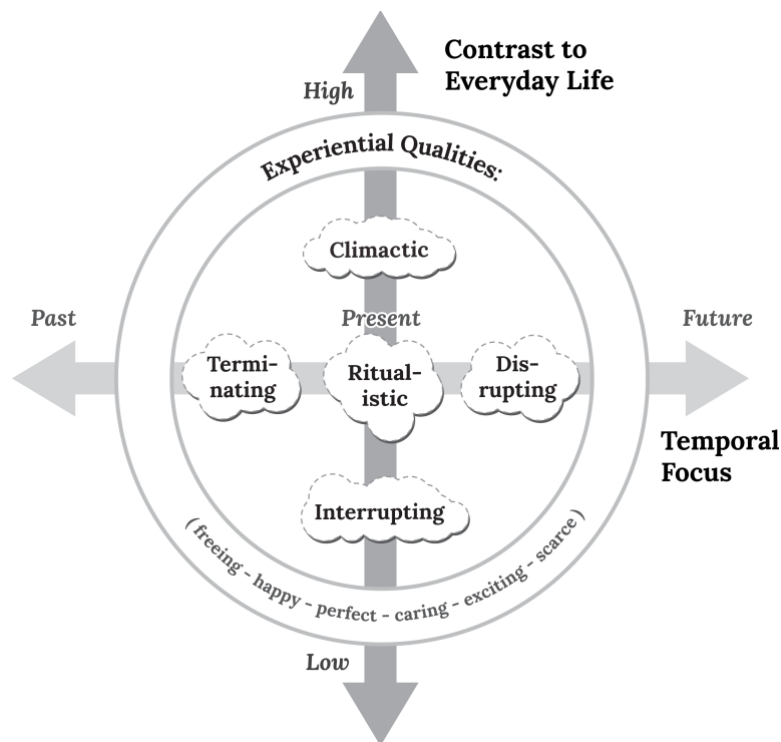 Contrast to
Everyday Life
High
Experiential Qualities:
Climactic
Past
Present
Future
Termi-
nating
Ritual-
istic
Dis-
rupting
Temporal
Focus
Interrupting
( freeing - happy - perfect - caring - exciting - scarce )
Low